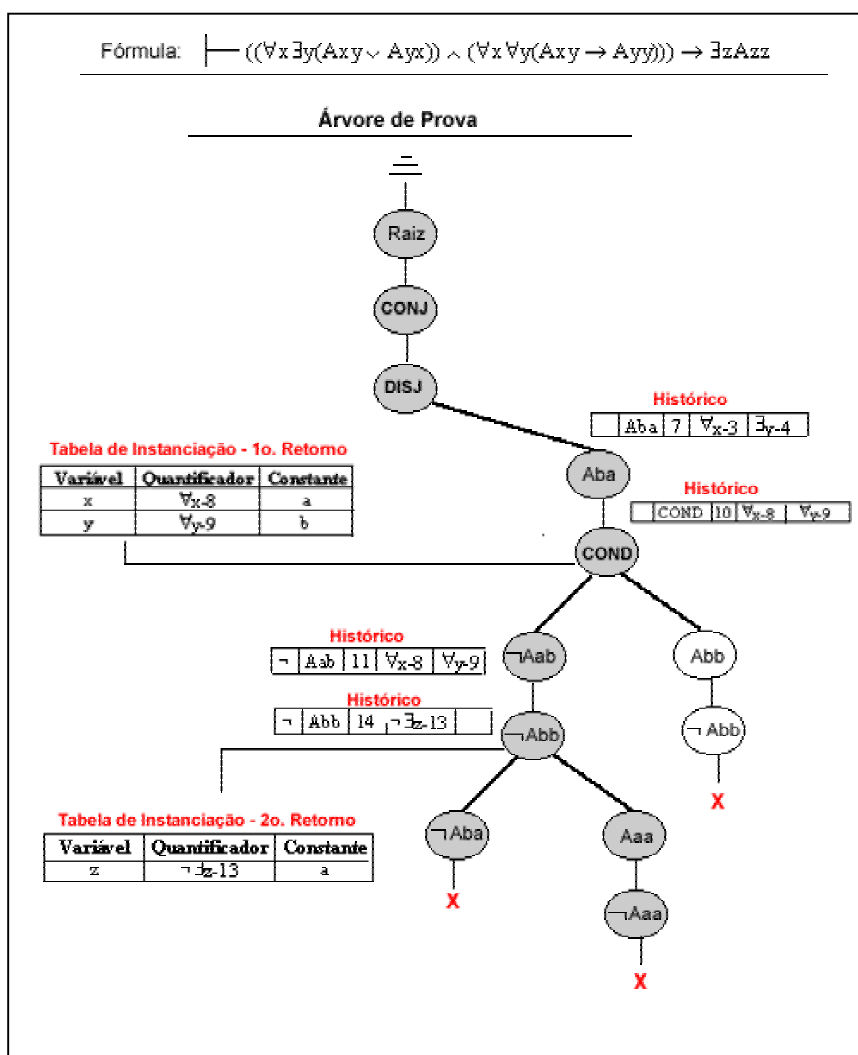 Fórmula: ├─ ((∀x∃y(Axy ∨ Ayx)) ∧ (∀x∀y(Axy → Ayy))) → ∃zAzz
Árvore de Prova
Raiz
CONJ
DISJ
Histórico
Aba 7 ∀x-3 ∃y-4
Aba
Tabela de Instanciação - 1o. Retorno
Variável Quantificador Constante
x ∀x-8 a
y ∀y-9 b
Histórico
COND 10 ∀x-8 ∀y-9
COND
Histórico
¬ Aab 11 ∀x-8 ∀y-9
¬Aab
Abb
Histórico
¬ Abb 14 ¬∃z-13
¬Abb
¬ Abb
X
Tabela de Instanciação - 2o. Retorno
Variável Quantificador Constante
z ¬∃z-13 a
¬ Aba
Aaa
X
¬Aaa
X